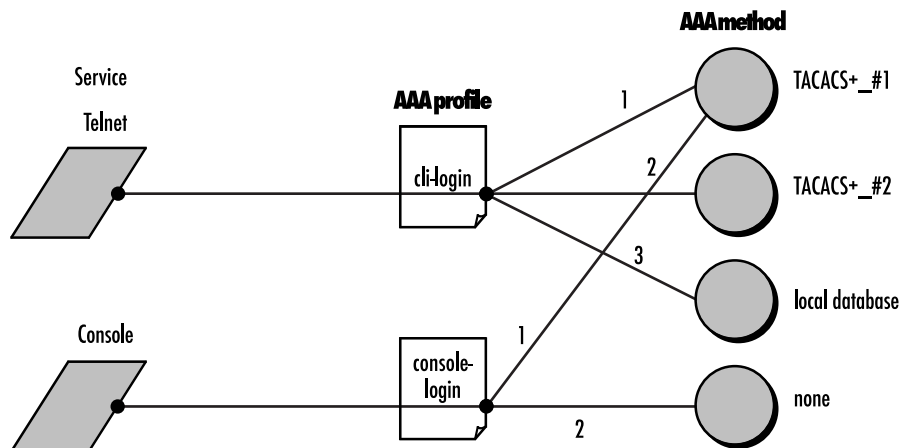 AAA method
Service
Telnet
AAA profile
cli-login
1
2
3
TACACS+_#1
TACACS+_#2
local database
Console
console-
login
1
2
none